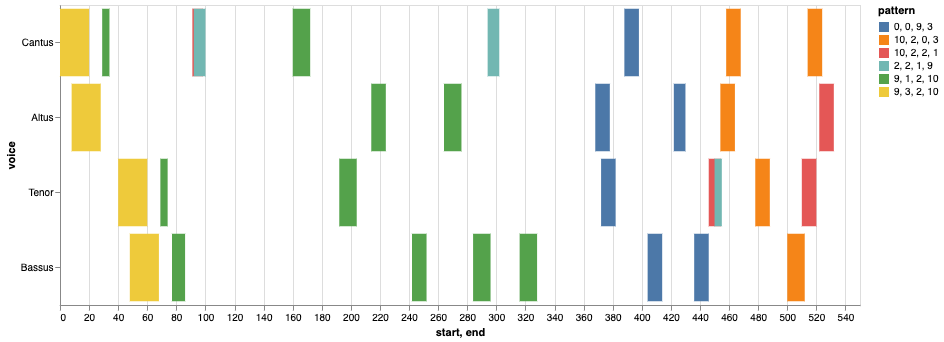 pattern
0, 0, 9, 3
10, 2, 0, 3
10, 2, 2, 1
2, 2, 1, 9
9, 1, 2, 10
9, 3, 2, 10
voice
Cantus
Altus
Tenor
Bassus
0 20 40 60 80 100 120 140 160 180 200 220 240 260 280 300 320 340 360 380 400 420 440 460 480 500 520 540
start, end